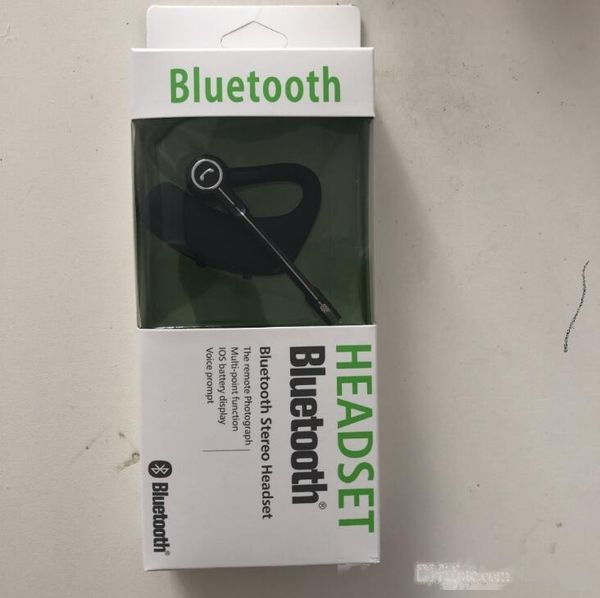 Bluetooth
HEADSET
Bluetooth®
Bluetooth Stereo Headset
The remote Photograph
Multi-point function
IOS battery display
Voice prompt
Bluetooth®